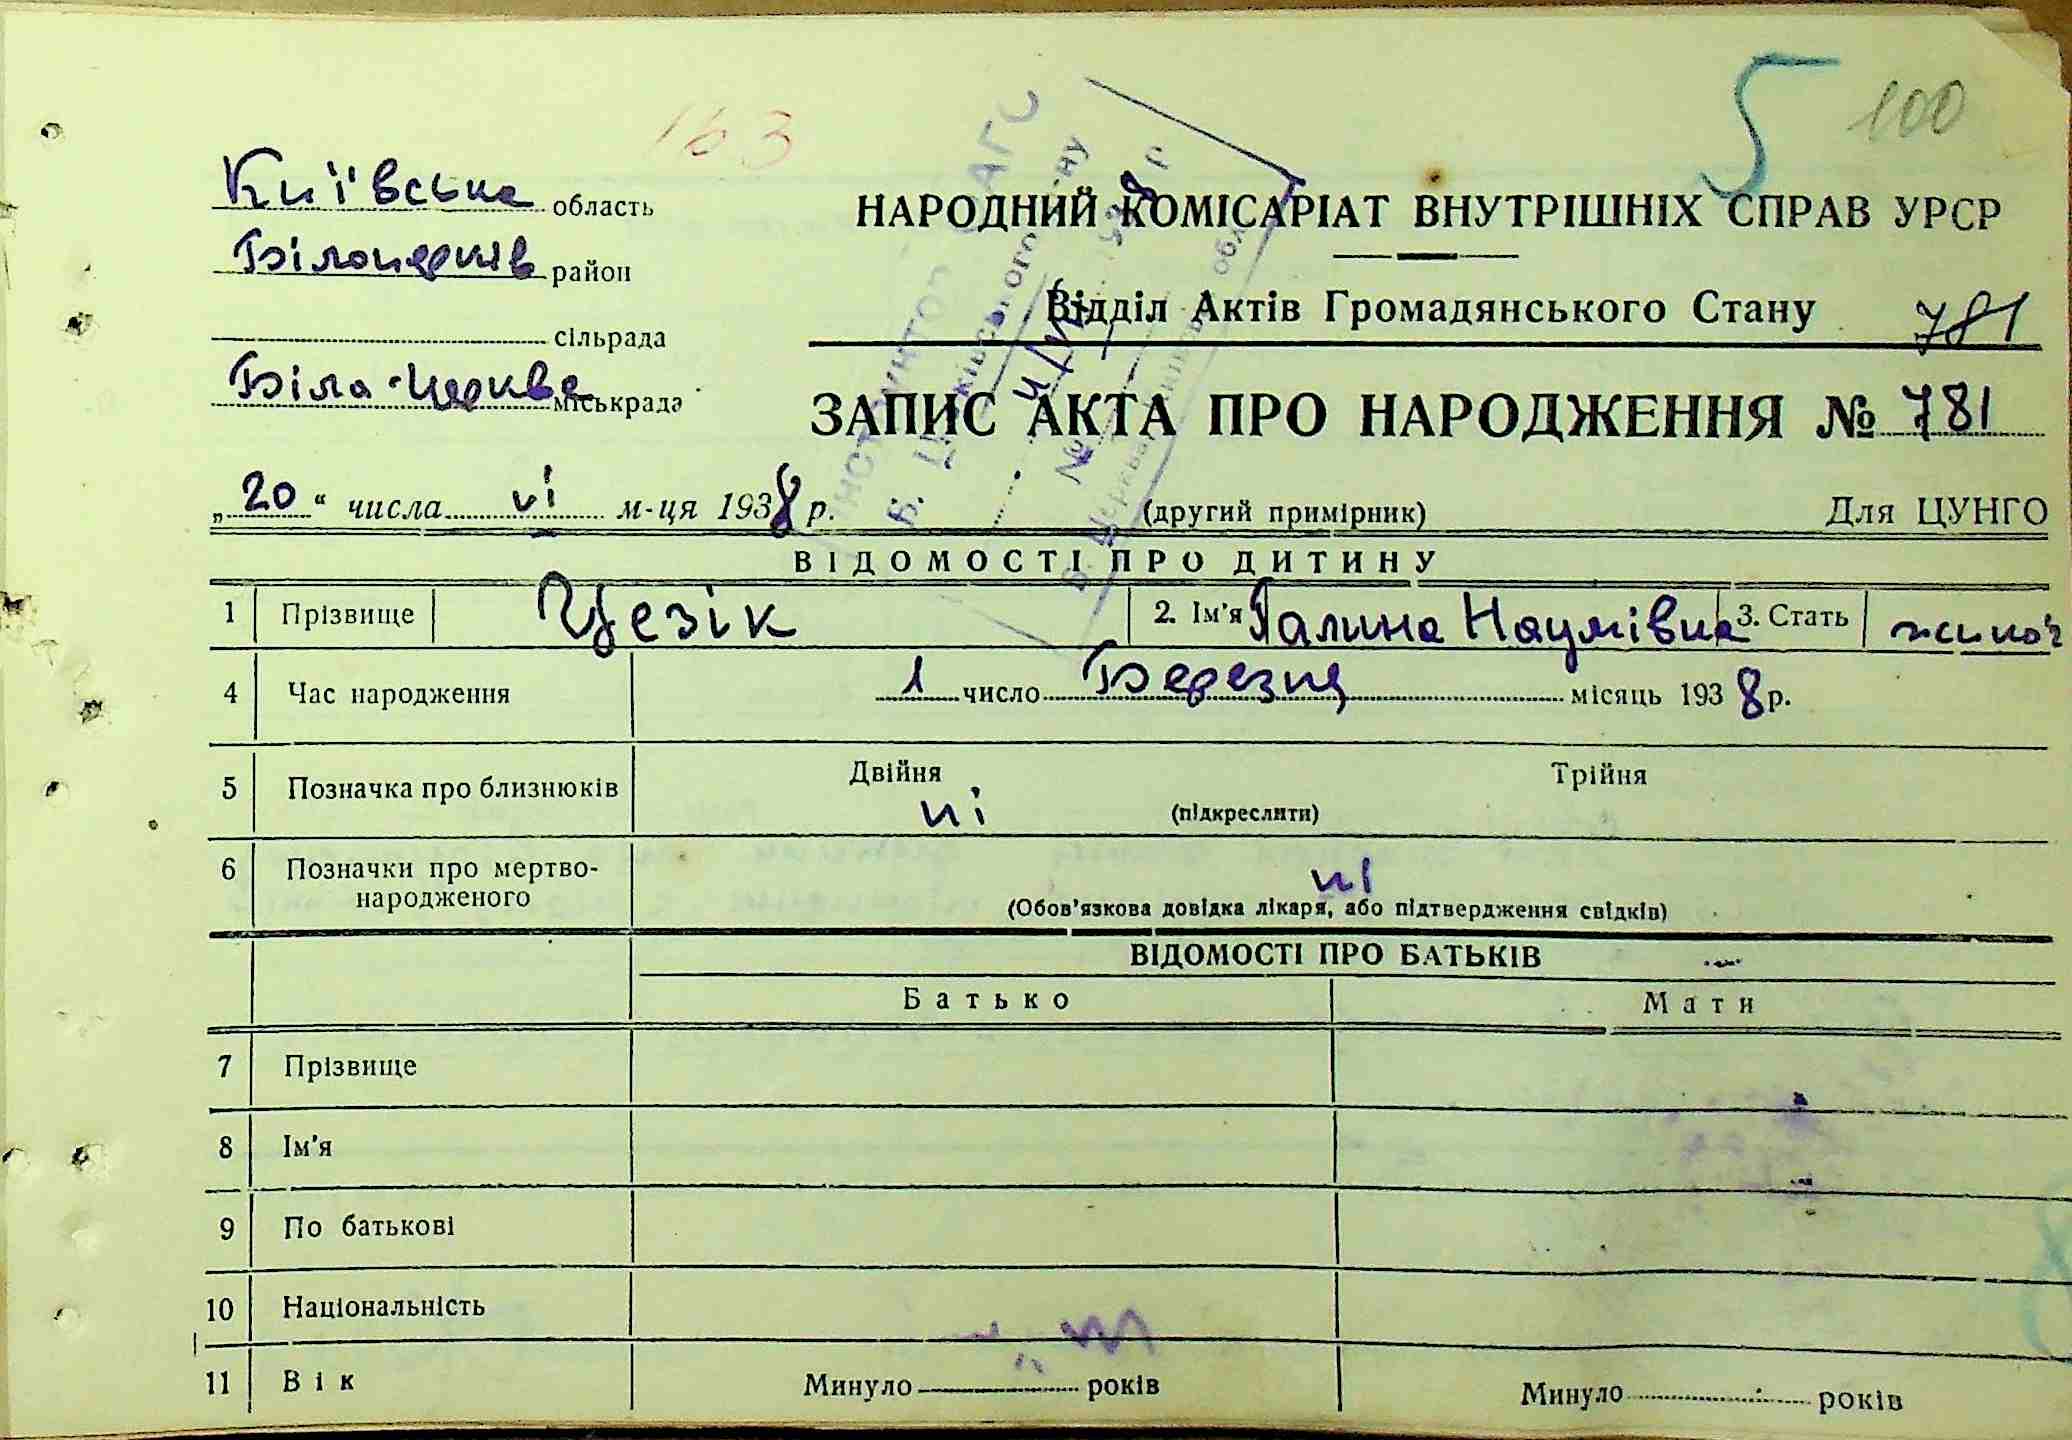 163
5 100
Київська область
Білоцерків район
сільрада
Біла-Церква міськрада
НАРОДНИЙ КОМІСАРІАТ ВНУТРІШНІХ СПРАВ УРСР
Відділ Актів Громадянського Стану 781
ЗАПИС АКТА ПРО НАРОДЖЕННЯ № 781
„20“ числа VI м-ця 1938 р. (другий примірник) Для ЦУНГО
ВІДОМОСТІ ПРО ДИТИНУ
1 Прізвище Цезік 2. Ім'я Галина Наумівна 3. Стать жіноч
4 Час народження 1 число Березня місяць 1938 р.
5 Позначка про близнюків Двійня Трійня
ні (підкреслити)
6 Позначки про мертво-
народженого ні
(Обов'язкова довідка лікаря, або підтвердження свідків)
ВІДОМОСТІ ПРО БАТЬКІВ
Батько Мати
7 Прізвище
8 Ім'я
9 По батькові
10 Національність
11 Вік Минуло років Минуло років